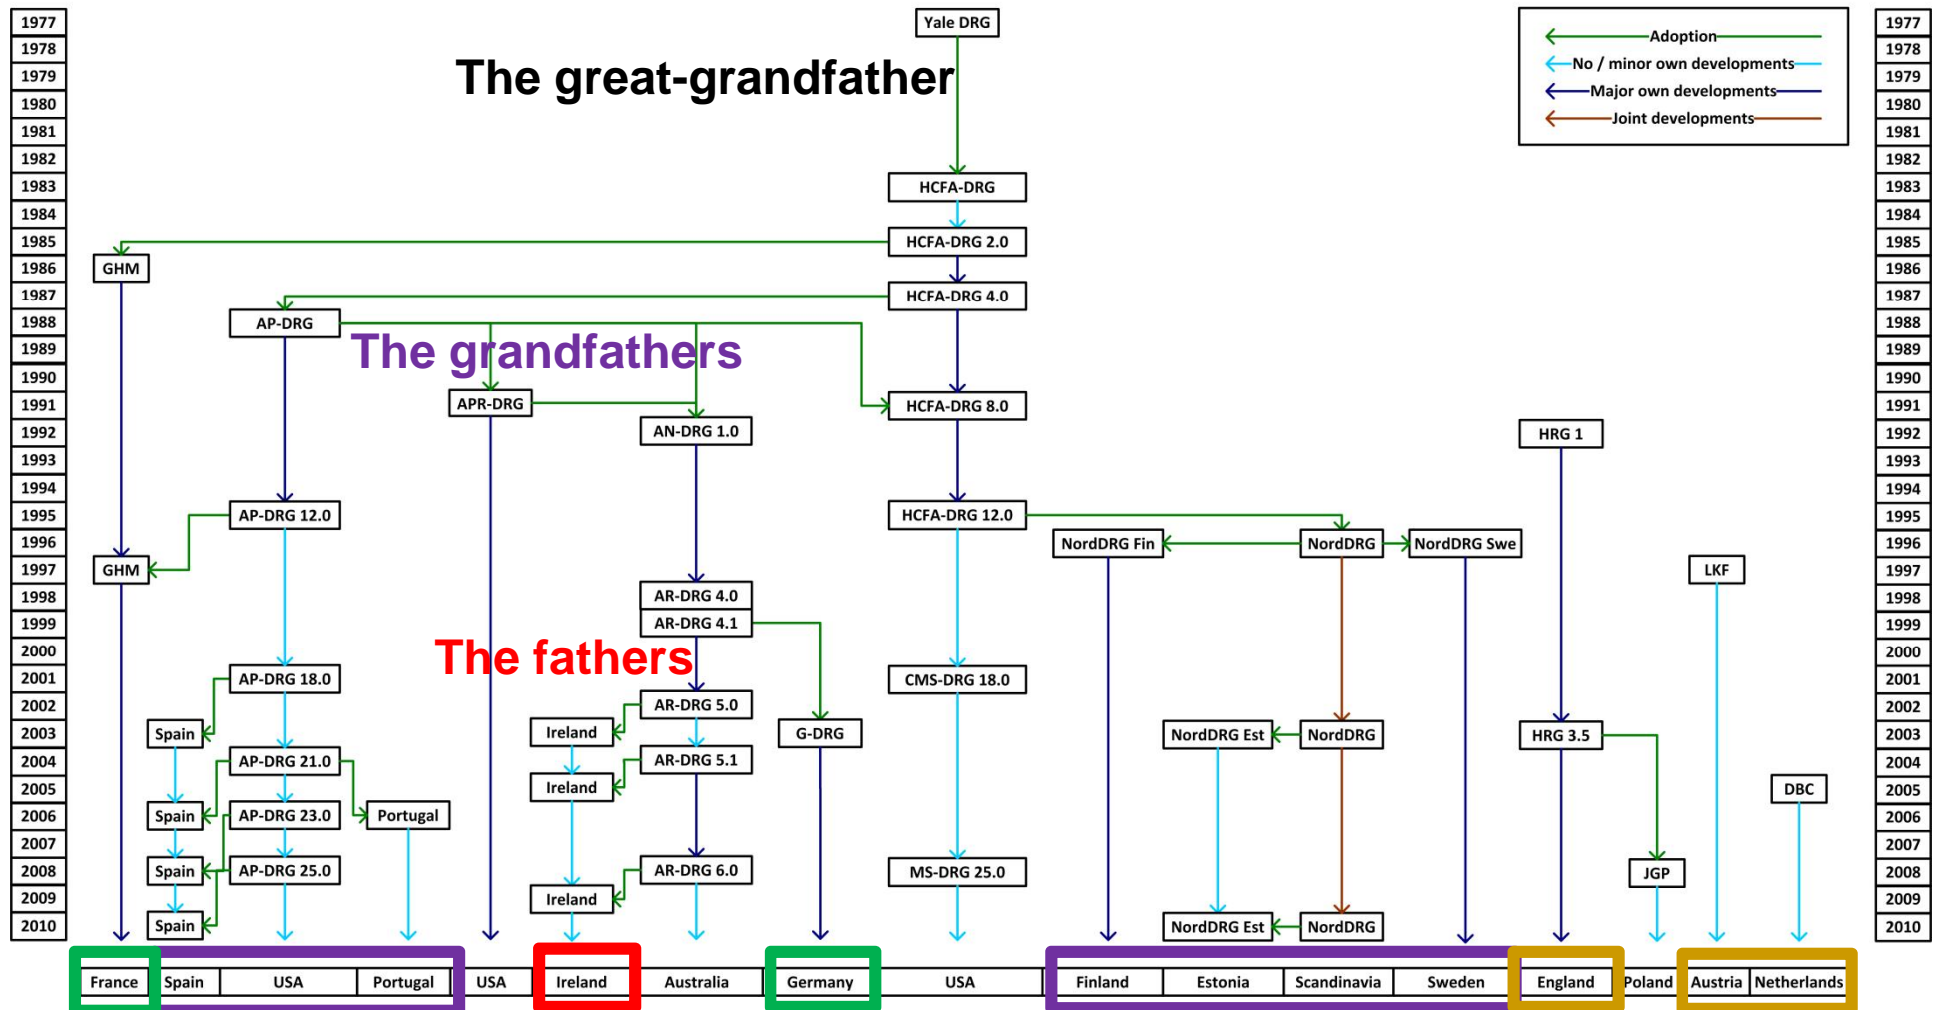 1977 Yale DRG 1977
1978 Adoption 1978
The great-grandfather
1979 No / minor own developments 1979
1980 Major own developments 1980
1981 Joint developments 1981
1982 1982
1983 HCFA-DRG 1983
1984 1984
1985 HCFA-DRG 2.0 1985
1986 GHM 1986
1987 HCFA-DRG 4.0 1987
1988 AP-DRG 1988
The grandfathers
1989 1989
1990 1990
1991 APR-DRG HCFA-DRG 8.0 1991
1992 AN-DRG 1.0 HRG 1 1992
1993 1993
1994 1994
1995 AP-DRG 12.0 HCFA-DRG 12.0 1995
1996 NordDRG Fin NordDRG NordDRG Swe 1996
1997 GHM LKF 1997
1998 AR-DRG 4.0 1998
1999 AR-DRG 4.1 1999
The fathers
2000 2000
2001 AP-DRG 18.0 CMS-DRG 18.0 2001
2002 AR-DRG 5.0 2002
2003 Spain Ireland G-DRG NordDRG Est NordDRG HRG 3.5 2003
2004 AP-DRG 21.0 AR-DRG 5.1 2004
2005 Ireland DBC 2005
2006 Spain AP-DRG 23.0 Portugal 2006
2007 2007
2008 Spain AP-DRG 25.0 AR-DRG 6.0 MS-DRG 25.0 JGP 2008
2009 Ireland 2009
2010 Spain NordDRG Est NordDRG 2010
France Spain USA Portugal USA Ireland Australia Germany USA Finland Estonia Scandinavia Sweden England Poland Austria Netherlands